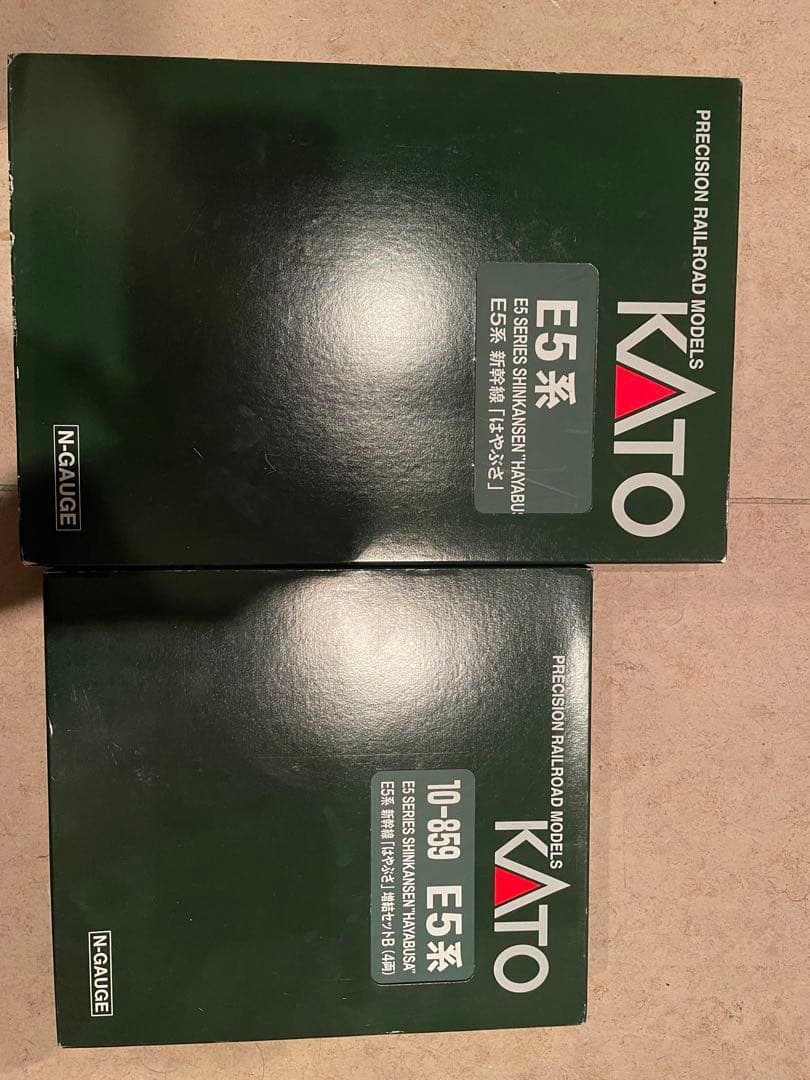 PRECISION RAILROAD MODELS
KATO
E5系
E5 SERIES SHINKANSEN "HAYABUS
E5系 新幹線「はやぶさ」
N-GAUGE
PRECISION RAILROAD MODELS
KATO
10-859 E5系
E5 SERIES SHINKANSEN "HAYABUSA"
E5系 新幹線「はやぶさ」増結セットB (4両)
N-GAUGE